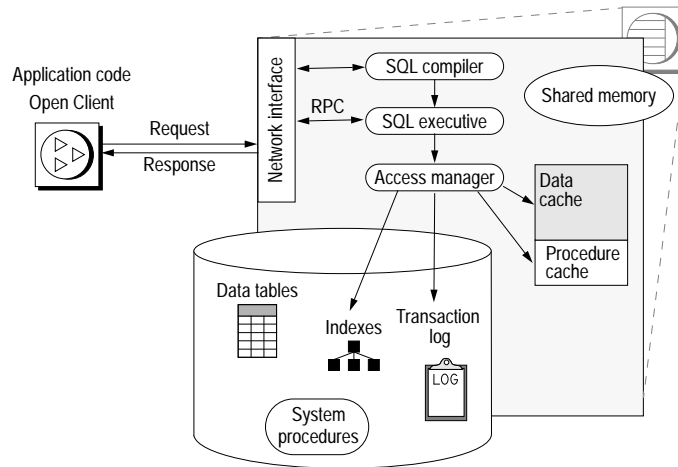 Application code
Open Client
Request
Response
Network interface
RPC
SQL compiler
SQL executive
Access manager
Shared memory
Data
cache
Procedure
cache
Data tables
Indexes
Transaction
log
LOG
System
procedures